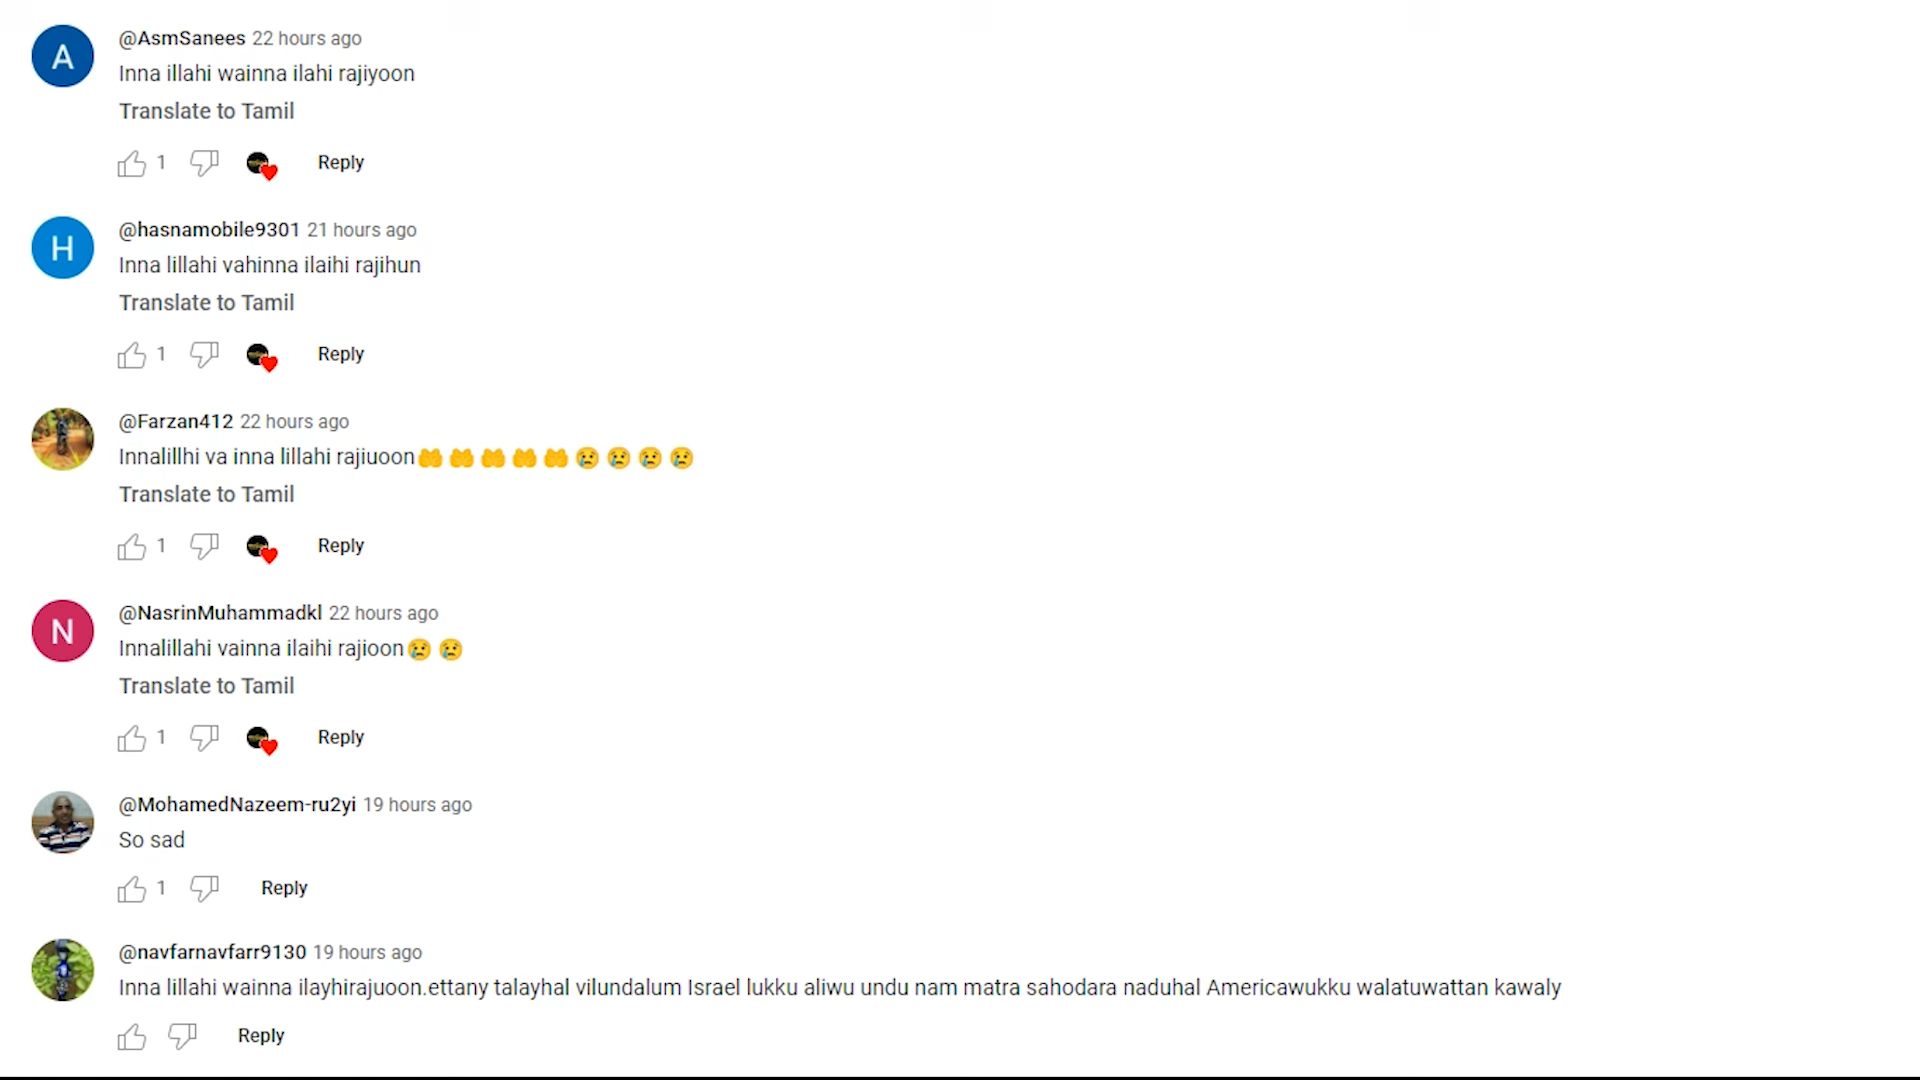 A
@AsmSanees 22 hours ago
Inna illahi wainna ilahi rajiyoon
Translate to Tamil
1 Reply
H
@hasnamobile9301 21 hours ago
Inna lillahi vahinna ilaihi rajihun
Translate to Tamil
1 Reply
@Farzan412 22 hours ago
Innalillhi va inna lillahi rajiuoon🤲🤲🤲🤲🤲😢😢😢😢
Translate to Tamil
1 Reply
N
@NasrinMuhammadkl 22 hours ago
Innalillahi vainna ilaihi rajioon😢😢
Translate to Tamil
1 Reply
@MohamedNazeem-ru2yi 19 hours ago
So sad
1 Reply
@navfarnavfarr9130 19 hours ago
Inna lillahi wainna ilayhirajuoon.ettany talayhal vilundalum Israel lukku aliwu undu nam matra sahodara naduhal Americawukku walatuwattan kawaly
Reply